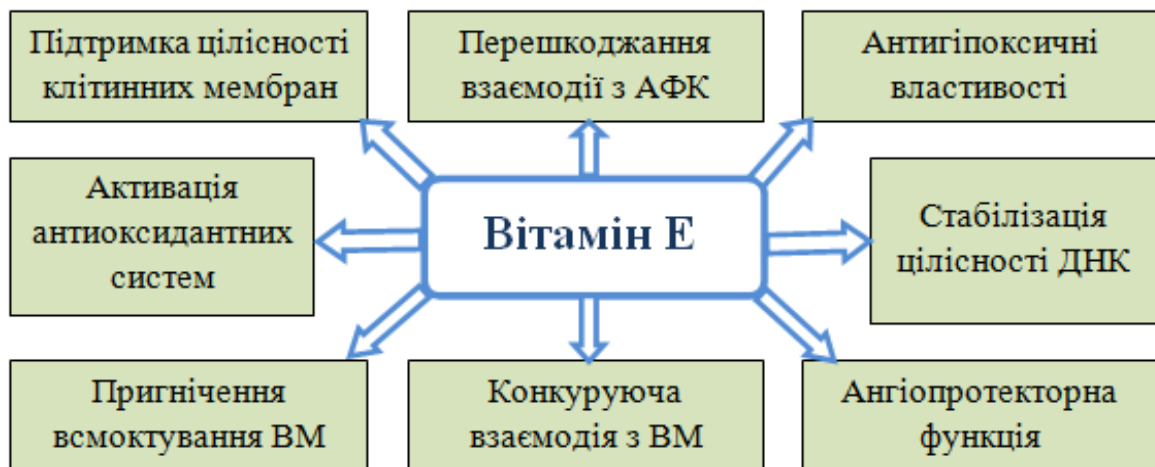 Підтримка цілісності
клітинних мембран
Перешкоджання
взаємодії з АФК
Антигіпоксичні
властивості
Активація
антиоксидантних
систем
Вітамін Е
Стабілізація
цілісності ДНК
Пригнічення
всмоктування ВМ
Конкуруюча
взаємодія з ВМ
Ангіопротекторна
функція